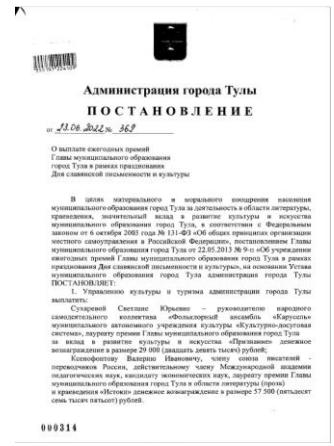 Администрация города Тулы
ПОСТАНОВЛЕНИЕ
от 23.06.2022 № 369
О выплате ежегодных премий
Главы муниципального образования
город Тула в рамках празднования
Дня славянской письменности и культуры
В целях материального и морального поощрения населения
муниципального образования город Тула за деятельность в области литературы,
краеведения, значительный вклад в развитие культуры и искусства
муниципального образования город Тула, в соответствии с Федеральным
законом от 6 октября 2003 года № 131-ФЗ «Об общих принципах организации
местного самоуправления в Российской Федерации», постановлением Главы
муниципального образования город Тула от 22.05.2013 № 9-п «Об учреждении
ежегодных премий Главы муниципального образования город Тула в рамках
празднования Дня славянской письменности и культуры», на основании Устава
муниципального образования город Тула администрация города Тулы
ПОСТАНОВЛЯЕТ:
1. Управлению культуры и туризма администрации города Тулы
выплатить:
Сухаревой Светлане Юрьевне – руководителю народного
самодеятельного коллектива «Фольклорный ансамбль «Карусель»
муниципального автономного учреждения культуры «Культурно-досуговая
система», лауреату премии Главы муниципального образования город Тула
за вклад в развитие культуры и искусства «Признание» денежное
вознаграждение в размере 29 000 (двадцать девять тысяч) рублей;
Ксенофонтову Валерию Ивановичу, члену союза писателей -
переводчиков России, действительному члену Международной академии
педагогических наук, кандидату экономических наук, лауреату премии Главы
муниципального образования город Тула в области литературы (проза)
и краеведения «Истоки» денежное вознаграждение в размере 57 500 (пятьдесят
семь тысяч пятьсот) рублей.
000314